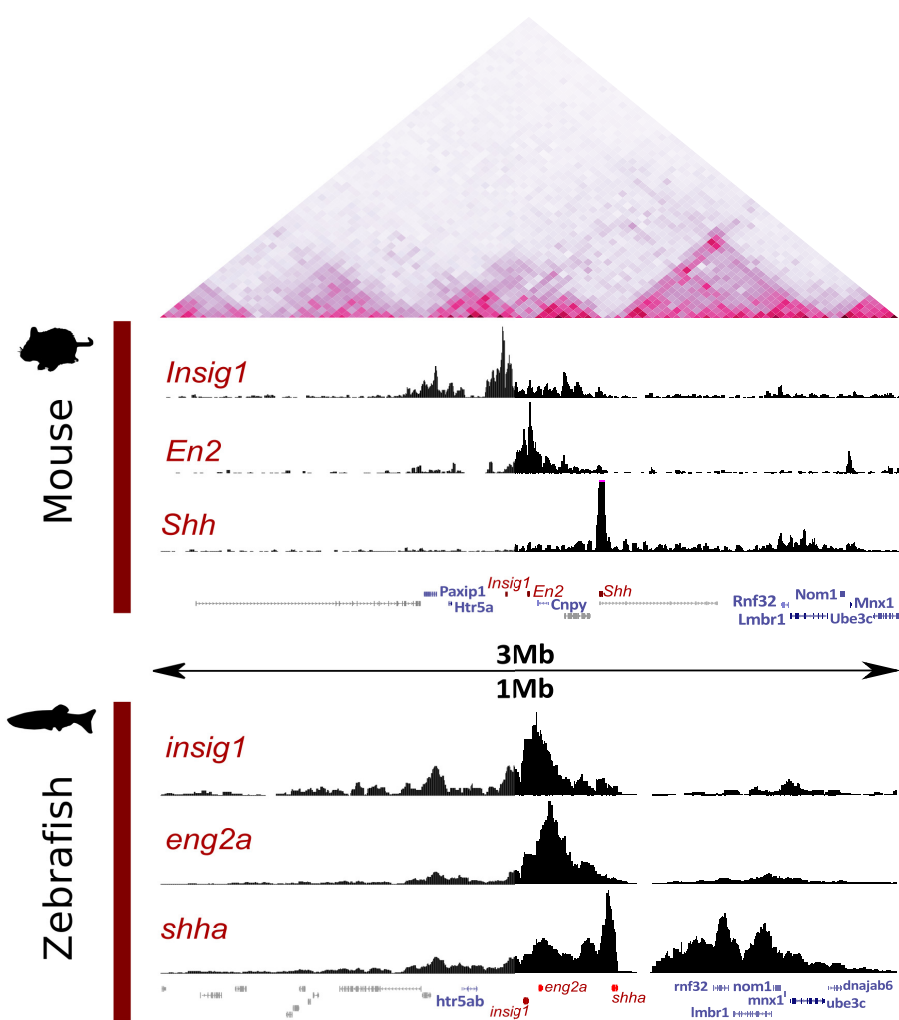 Mouse
Insig1
En2
Shh
Paxip1 Insig1 En2 Shh
Htr5a Cnpy
Rnf32 Nom1 Mnx1
Lmbr1 Ube3c
3Mb
1Mb
Zebrafish
insig1
eng2a
shha
htr5ab insig1 eng2a shha
rnf32 nom1 dnajab6
mnx1 ube3c
lmbr1